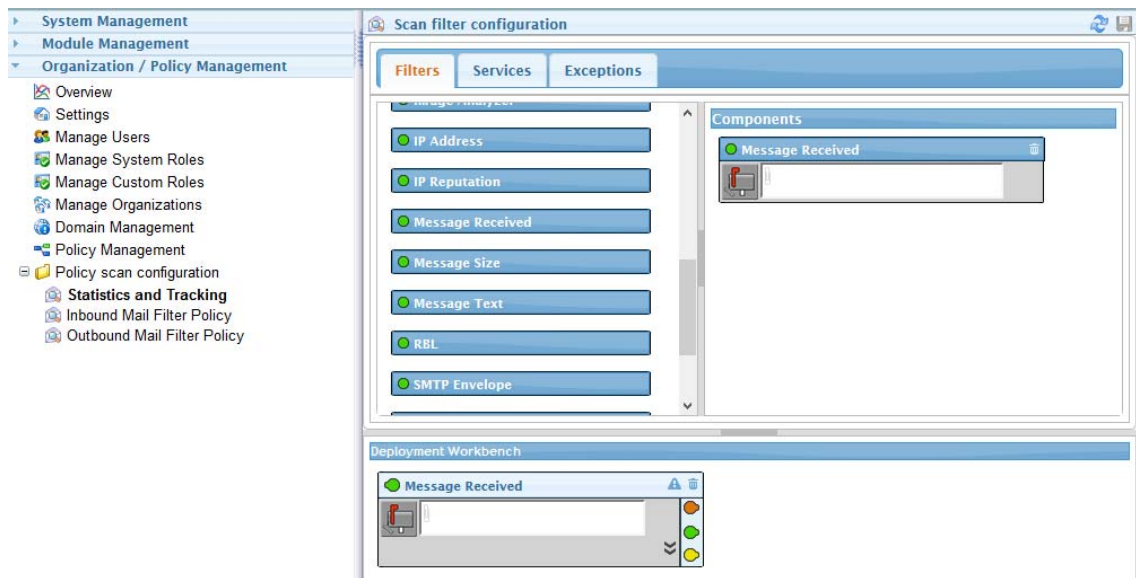 System Management
Module Management
Organization / Policy Management
Overview
Settings
Manage Users
Manage System Roles
Manage Custom Roles
Manage Organizations
Domain Management
Policy Management
Policy scan configuration
Statistics and Tracking
Inbound Mail Filter Policy
Outbound Mail Filter Policy
Scan filter configuration
Filters
Services
Exceptions
IP Address
IP Reputation
Message Received
Message Size
Message Text
RBL
SMTP Envelope
Components
Message Received
Deployment Workbench
Message Received